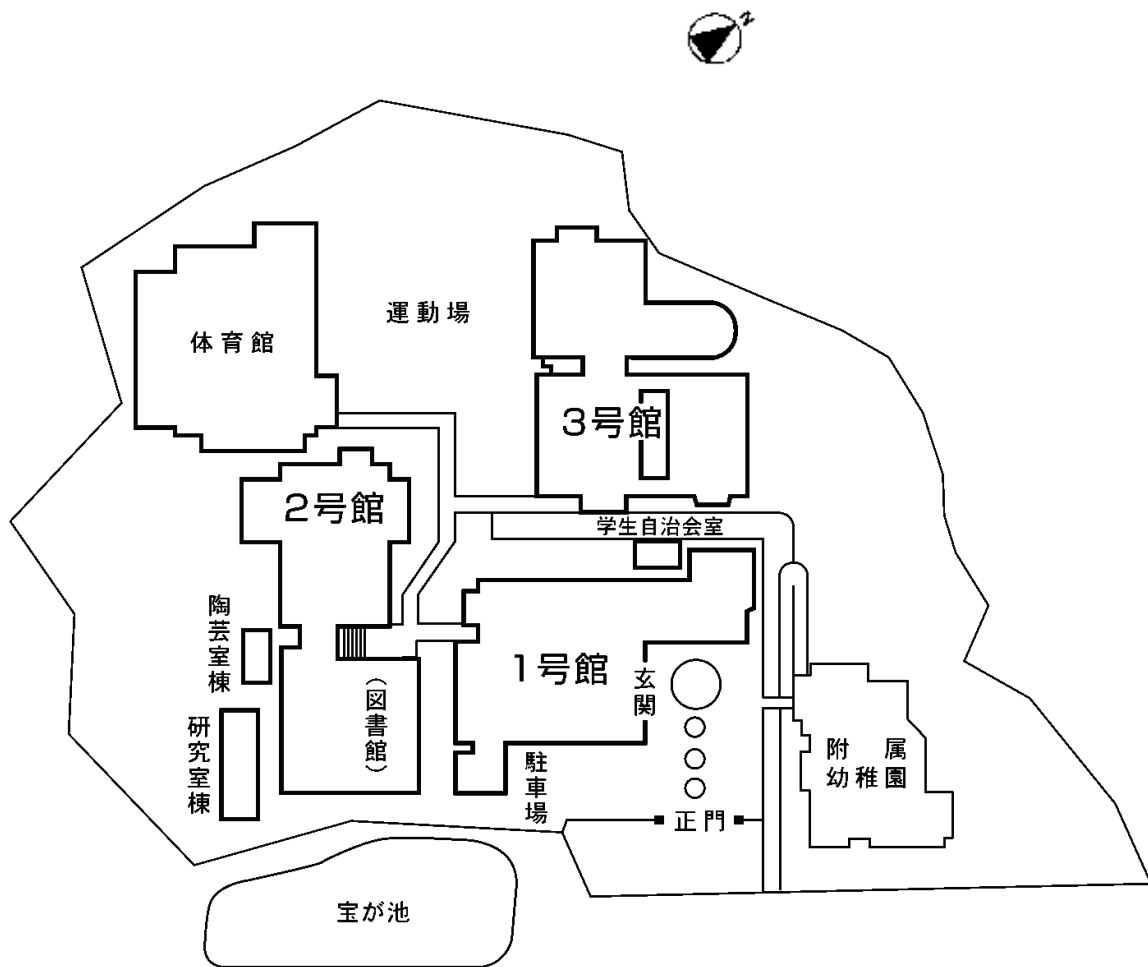 N
体育館
運動場
3号館
2号館
学生自治会室
陶芸室棟
1号館
玄関
(図書館)
研究室棟
駐車場
附属
幼稚園
正門
宝が池